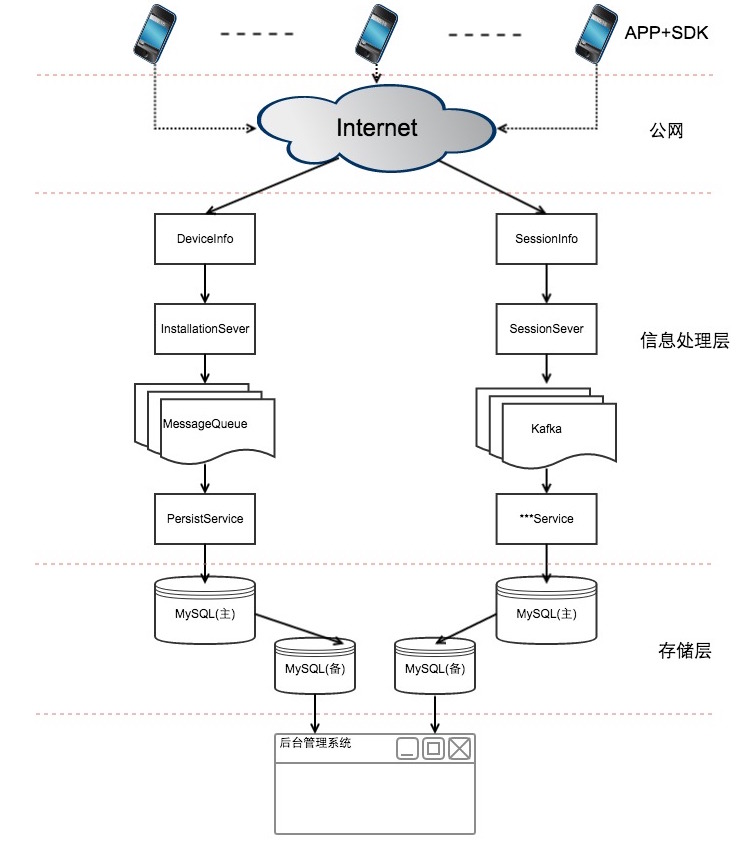 APP+SDK
Internet
公网
DeviceInfo
SessionInfo
InstallationSever
SessionSever
信息处理层
MessageQueue
Kafka
PersistService
***Service
MySQL(主)
MySQL(主)
MySQL(备)
MySQL(备)
存储层
后台管理系统